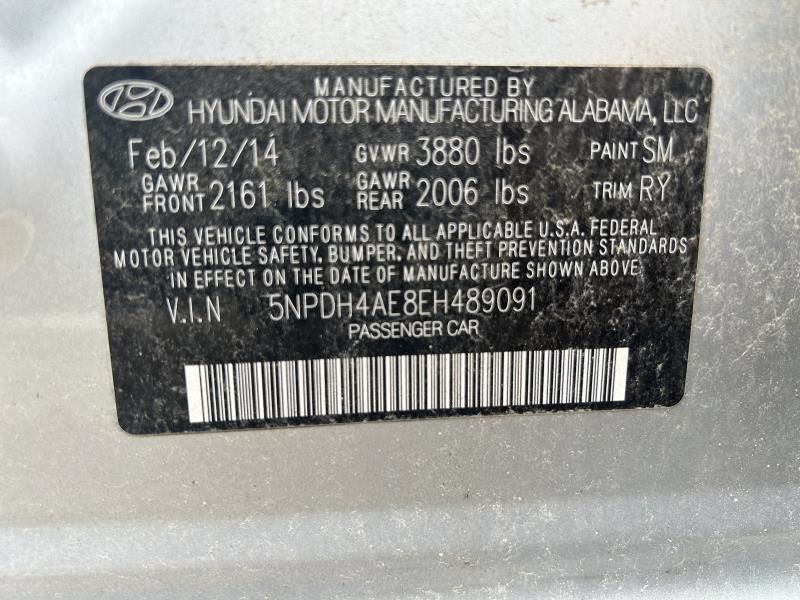 MANUFACTURED BY
HYUNDAI MOTOR MANUFACTURING ALABAMA, LLC
Feb/12/14 GVWR 3880 lbs PAINT SM
GAWR FRONT 2161 lbs GAWR REAR 2006 lbs TRIM RY
THIS VEHICLE CONFORMS TO ALL APPLICABLE U.S.A. FEDERAL
MOTOR VEHICLE SAFETY, BUMPER, AND THEFT PREVENTION STANDARDS
IN EFFECT ON THE DATE OF MANUFACTURE SHOWN ABOVE.
V.I.N 5NPDH4AE8EH489091
PASSENGER CAR